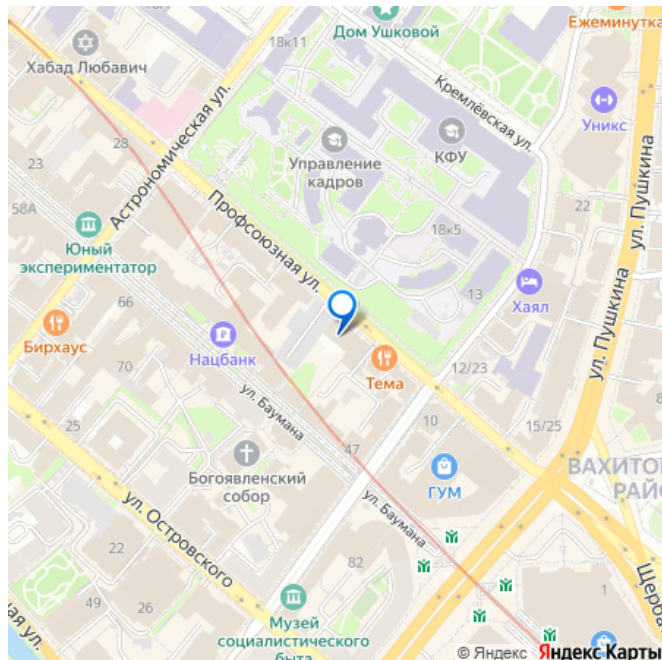 Ежеминутка
Дом Ушковой
18к11
Хабад Любавич
Кремлёвская ул.
Уникс
ул. Пушкина
Астрономическая ул.
28
23
Управление
кадров
КФУ
22
58А
Профсоюзная ул.
18к5
Юный
экспериментатор
13
Хаял
66
ул. Пушкина
Бирхаус
Нацбанк
70
Тема
12/23
ул. Баумана
25
10
15/25
47
Богоявленский
собор
ГУМ
ВАХИТО
РАЙ
ул. Баумана
ул. Островского
22
82
49
26
1
Щерба
Музей
социалистического
быта
ая ул.
© Яндекс Яндекс Карты